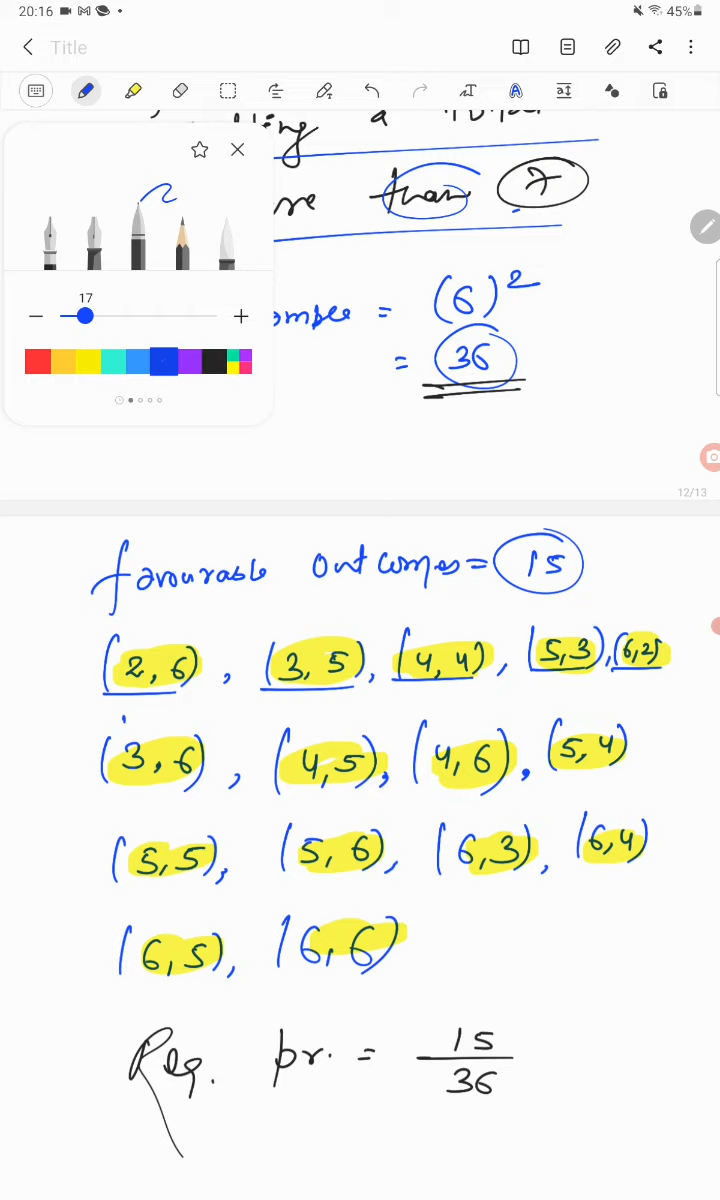 20:16
45%
Title
a
than 7
17
= (6)²
= 36
12/13
favourable outcomes = 15
(2, 6), (3, 5), (4, 4), (5,3), (6,2)
(3, 6), (4,5), (4,6), (5,4)
(5,5), (5, 6), (6,3), (6,4)
(6,5), (6,6)
Req. pr. = 15/36